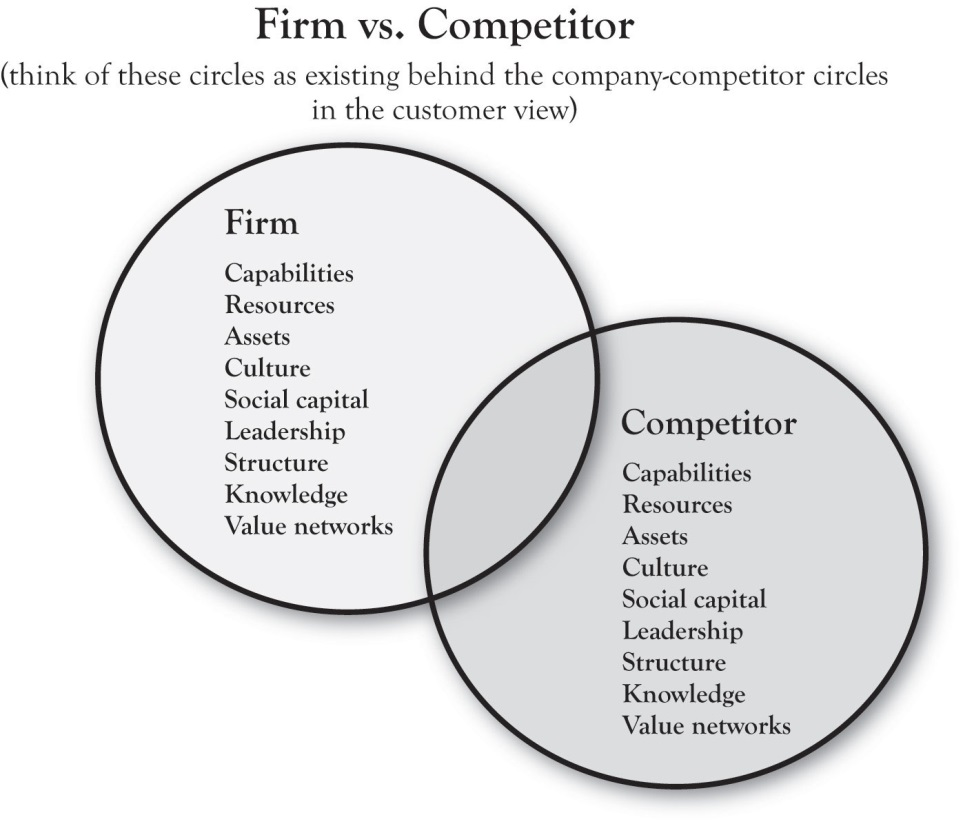 Firm vs. Competitor
(think of these circles as existing behind the company-competitor circles
in the customer view)
Firm
Capabilities
Resources
Assets
Culture
Social capital
Leadership
Structure
Knowledge
Value networks
Competitor
Capabilities
Resources
Assets
Culture
Social capital
Leadership
Structure
Knowledge
Value networks